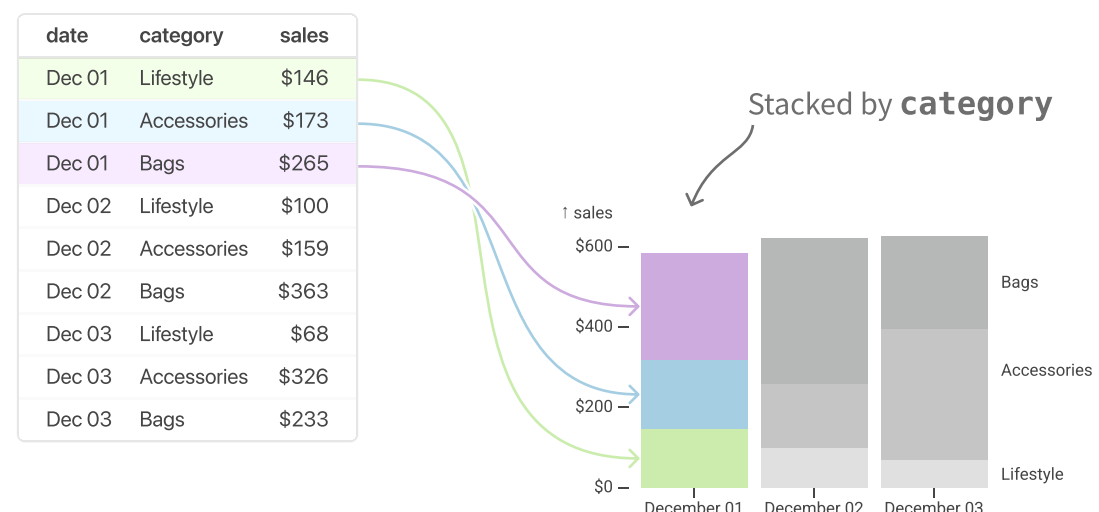 date category sales
Dec 01 Lifestyle $146
Dec 01 Accessories $173
Dec 01 Bags $265
Dec 02 Lifestyle $100
Dec 02 Accessories $159
Dec 02 Bags $363
Dec 03 Lifestyle $68
Dec 03 Accessories $326
Dec 03 Bags $233
Stacked by category
↑ sales
$600
$400
$200
$0
Bags
Accessories
Lifestyle
December 01 December 02 December 03